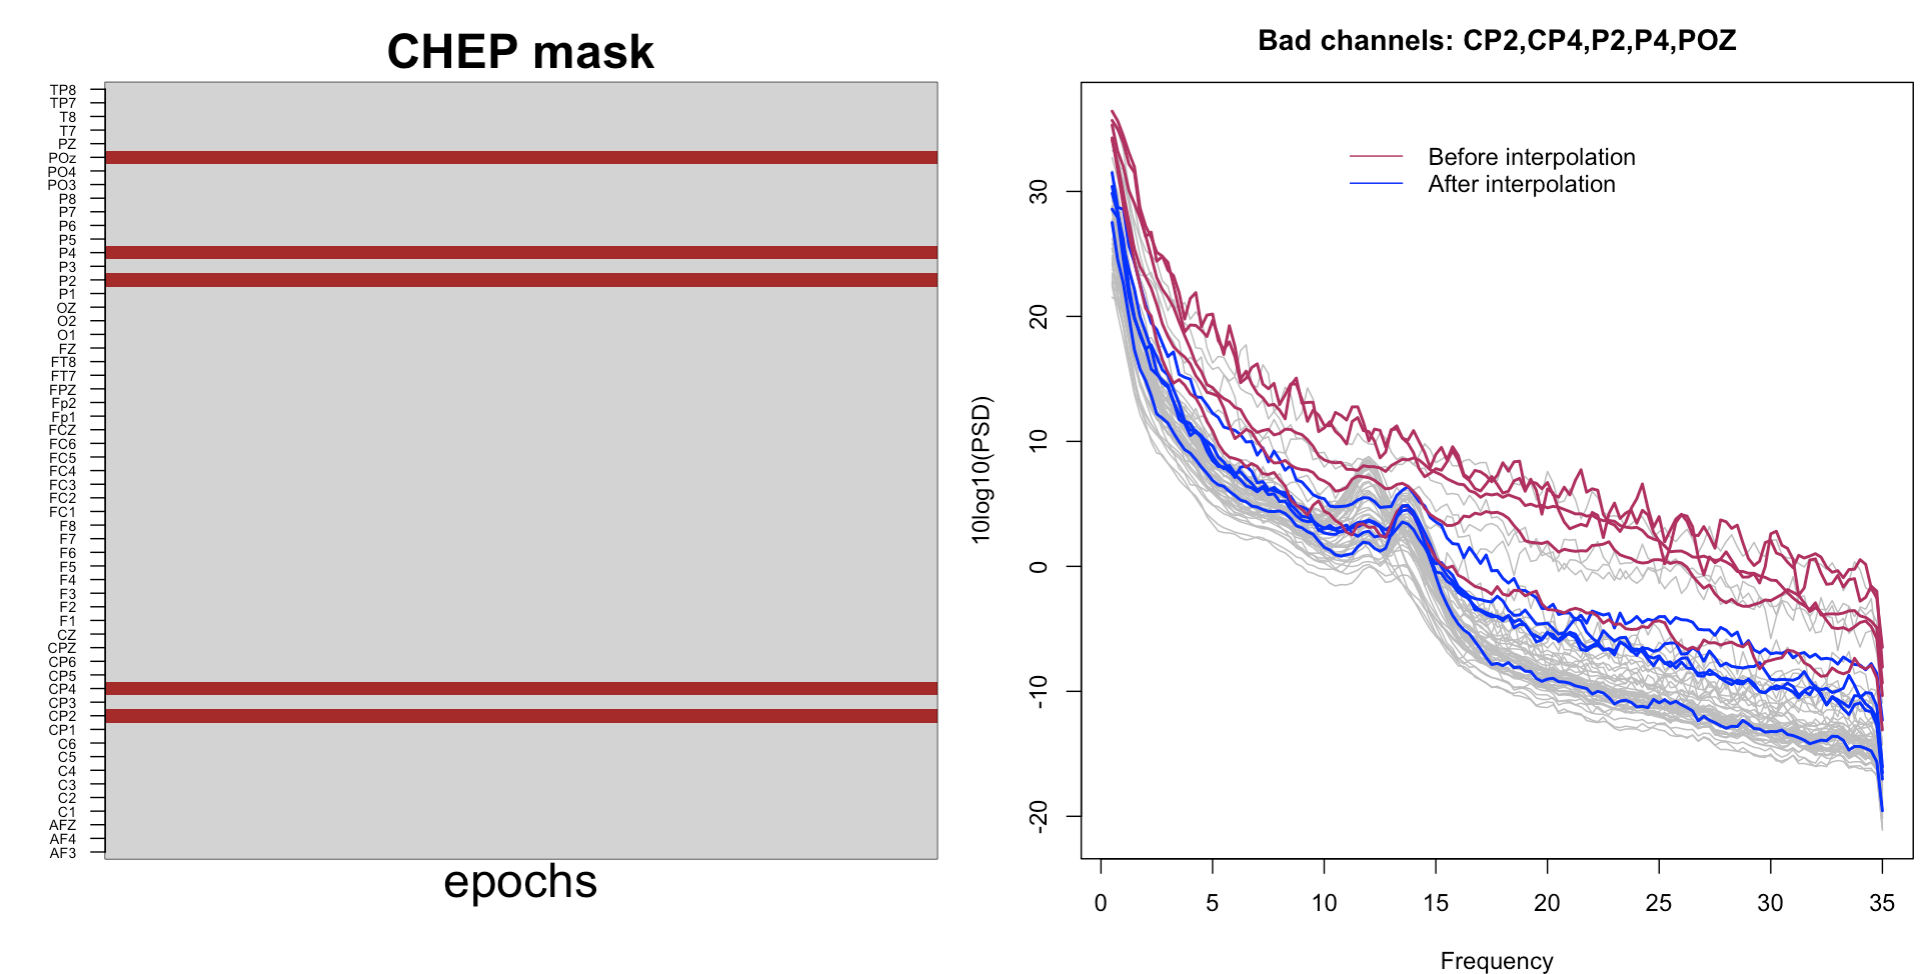 CHEP mask
TP8
TP7
T8
T7
PZ
POz
PO4
PO3
P8
P7
P6
P5
P4
P3
P2
P1
OZ
O2
O1
FZ
FT8
FT7
FPZ
Fp2
Fp1
FCZ
FC6
FC5
FC4
FC3
FC2
FC1
F8
F7
F6
F5
F4
F3
F2
F1
CZ
CPZ
CP6
CP5
CP4
CP3
CP2
CP1
C6
C5
C4
C3
C2
C1
AFZ
AF4
AF3
epochs
Bad channels: CP2,CP4,P2,P4,POZ
Before interpolation
After interpolation
10log10(PSD)
30
20
10
0
-10
-20
0 5 10 15 20 25 30 35
Frequency